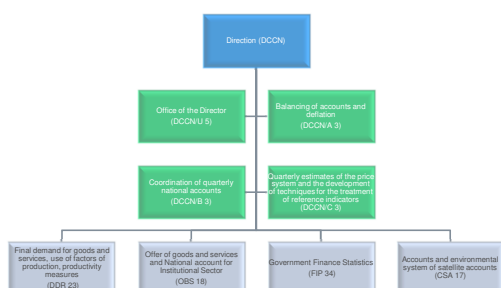 Direction (DCCN)
Office of the
Director
(DCCN/U 5)
Balancing of accounts and
deflation
(DCCN/A 3)
Coordination of quarterly
national accounts
(DCCN/B 3)
Quarterly estimates of the price
system and the development
of techniques for the treatment
of reference indicators
(DCCN/C 3)
Final demand for goods and
services, use of factors of
production, productivity
measures
(DDR 23)
Offer of goods and services
and National account for
Institutional Sector
(OBS 18)
Government Finance Statistics
(FIP 34)
Accounts and environmental
system of satellite accounts
(CSA 17)